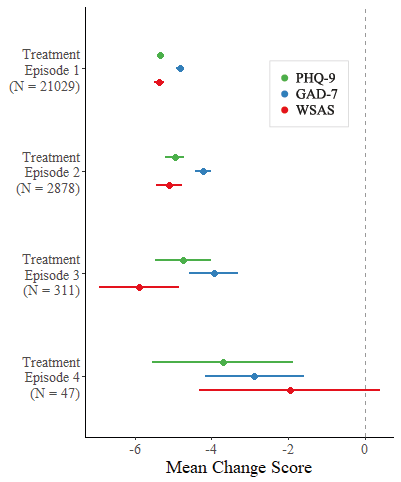 Treatment
Episode 1
(N = 21029)
PHQ-9
GAD-7
WSAS
Treatment
Episode 2
(N = 2878)
Treatment
Episode 3
(N = 311)
Treatment
Episode 4
(N = 47)
-6 -4 -2 0
Mean Change Score